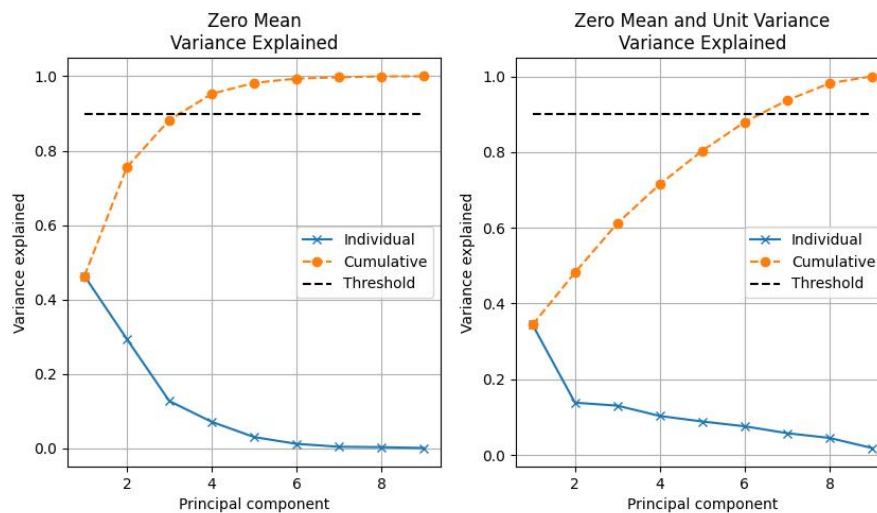 Zero Mean
Variance Explained
1.0
0.8
0.6
0.4
0.2
0.0
Variance explained
Individual
Cumulative
Threshold
2
4
6
8
Principal component
Zero Mean and Unit Variance
Variance Explained
1.0
0.8
0.6
0.4
0.2
0.0
Variance explained
Individual
Cumulative
Threshold
2
4
6
8
Principal component